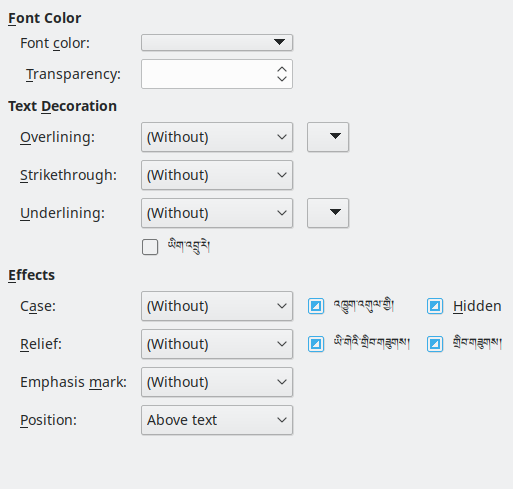 Font Color
Font color:
Transparency:
Text Decoration
Overlining: (Without)
Strikethrough: (Without)
Underlining: (Without)
ཡིག་འབྲུ་རེ།
Effects
Case: (Without) འཁྱུག་འགུལ་གྱི། Hidden
Relief: (Without) ཡི་གེའི་གྲིབ་གཟུགས། གྲིབ་གཟུགས།
Emphasis mark: (Without)
Position: Above text